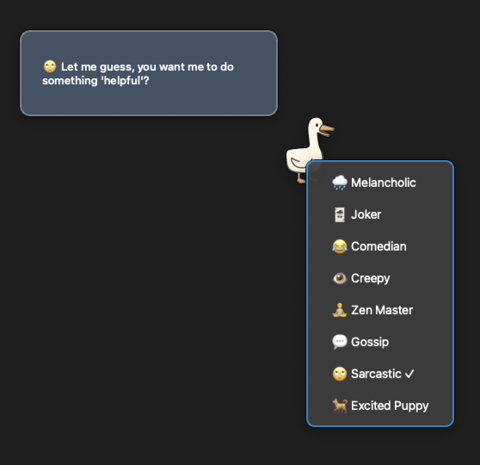 🙄 Let me guess, you want me to do
something 'helpful'?
🌧️ Melancholic
🃏 Joker
😂 Comedian
👁️ Creepy
🧘 Zen Master
💬 Gossip
🙄 Sarcastic ✓
🐕 Excited Puppy